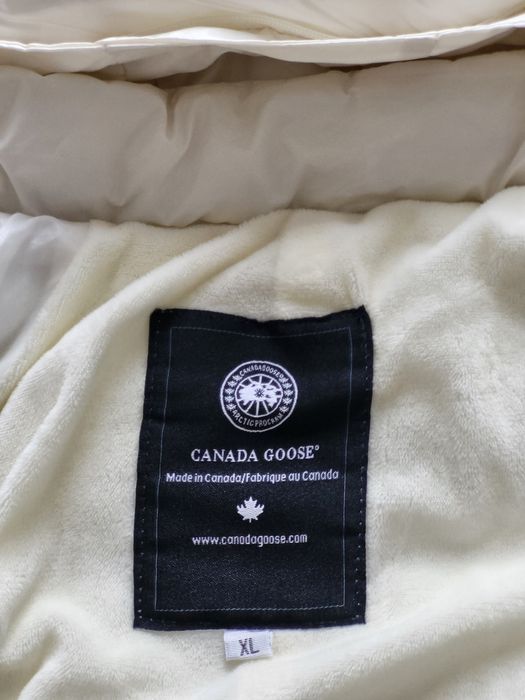 CANADA GOOSE
ARCTIC PROGRAM
CANADA GOOSE®
Made in Canada/Fabrique au Canada
www.canadagoose.com
XL